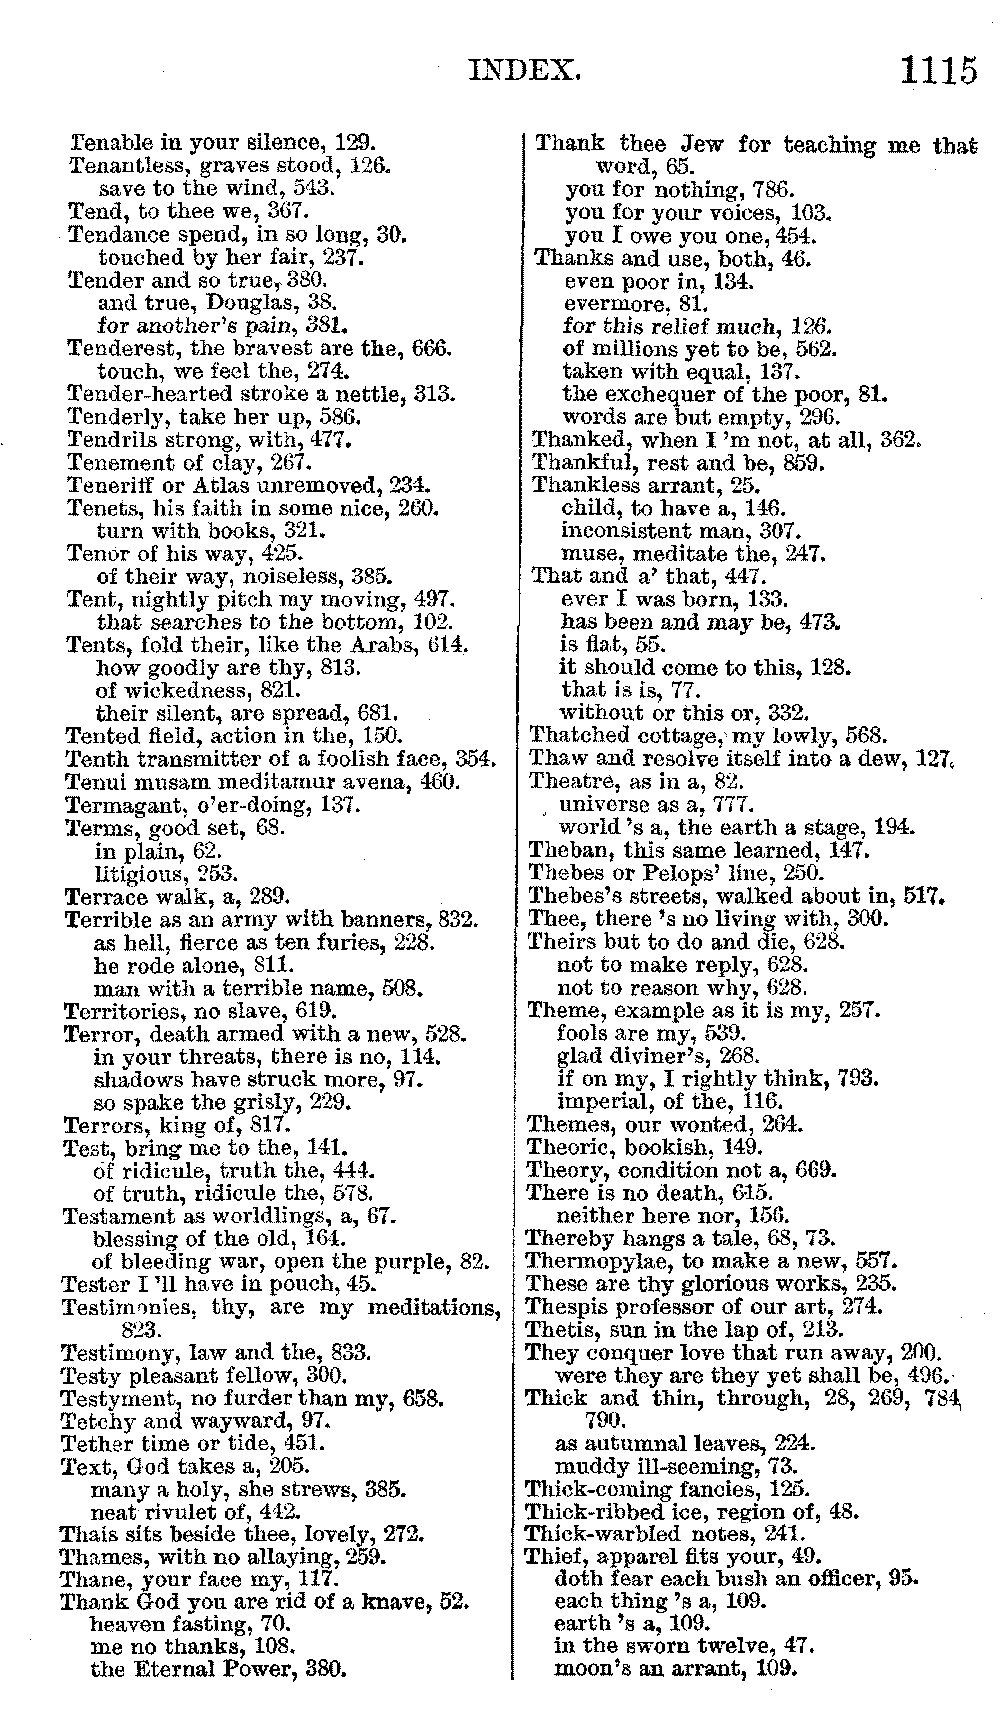 INDEX. 1115
Tenable in your silence, 129.
Tenantless, graves stood, 126.
save to the wind, 543.
Tend, to thee we, 367.
Tendance spend, in so long, 30.
touched by her fair, 237.
Tender and so true, 380.
and true, Douglas, 38.
for another's pain, 381.
Tenderest, the bravest are the, 666.
touch, we feel the, 274.
Tender-hearted stroke a nettle, 313.
Tenderly, take her up, 586.
Tendrils strong, with, 477.
Tenement of clay, 267.
Teneriff or Atlas unremoved, 234.
Tenets, his faith in some nice, 260.
turn with books, 321.
Tenor of his way, 425.
of their way, noiseless, 385.
Tent, nightly pitch my moving, 497.
that searches to the bottom, 102.
Tents, fold their, like the Arabs, 614.
how goodly are thy, 813.
of wickedness, 821.
their silent, are spread, 681.
Tented field, action in the, 150.
Tenth transmitter of a foolish face, 354.
Tenui musam meditamur avena, 460.
Termagant, o'er-doing, 137.
Terms, good set, 68.
in plain, 62.
litigious, 253.
Terrace walk, a, 289.
Terrible as an army with banners, 832.
as hell, fierce as ten furies, 228.
he rode alone, 811.
man with a terrible name, 508.
Territories, no slave, 619.
Terror, death armed with a new, 528.
in your threats, there is no, 114.
shadows have struck more, 97.
so spake the grisly, 229.
Terrors, king of, 817.
Test, bring me to the, 141.
of ridicule, truth the, 444.
of truth, ridicule the, 578.
Testament as worldlings, a, 67.
blessing of the old, 164.
of bleeding war, open the purple, 82.
Tester I 'll have in pouch, 45.
Testimonies, thy, are my meditations,
823.
Testimony, law and the, 833.
Testy pleasant fellow, 300.
Testyment, no furder than my, 658.
Tetchy and wayward, 97.
Tether time or tide, 451.
Text, God takes a, 205.
many a holy, she strews, 385.
neat rivulet of, 442.
Thais sits beside thee, lovely, 272.
Thames, with no allaying, 259.
Thane, your face my, 117.
Thank God you are rid of a knave, 52.
heaven fasting, 70.
me no thanks, 108.
the Eternal Power, 380.
Thank thee Jew for teaching me that
word, 65.
you for nothing, 786.
you for your voices, 103.
you I owe you one, 454.
Thanks and use, both, 46.
even poor in, 134.
evermore, 81.
for this relief much, 126.
of millions yet to be, 562.
taken with equal, 137.
the exchequer of the poor, 81.
words are but empty, 296.
Thanked, when I 'm not, at all, 362.
Thankful, rest and be, 859.
Thankless arrant, 25.
child, to have a, 146.
inconsistent man, 307.
muse, meditate the, 247.
That and a' that, 447.
ever I was born, 133.
has been and may be, 473.
is flat, 55.
it should come to this, 128.
that is is, 77.
without or this or, 332.
Thatched cottage, my lowly, 568.
Thaw and resolve itself into a dew, 127.
Theatre, as in a, 82.
universe as a, 777.
world 's a, the earth a stage, 194.
Theban, this same learned, 147.
Thebes or Pelops' line, 250.
Thebes's streets, walked about in, 517.
Thee, there 's no living with, 300.
Theirs but to do and die, 628.
not to make reply, 628.
not to reason why, 628.
Theme, example as it is my, 257.
fools are my, 539.
glad diviner's, 268.
if on my, I rightly think, 793.
imperial, of the, 116.
Themes, our wonted, 264.
Theoric, bookish, 149.
Theory, condition not a, 669.
There is no death, 615.
neither here nor, 156.
Thereby hangs a tale, 68, 73.
Thermopylae, to make a new, 557.
These are thy glorious works, 235.
Thespis professor of our art, 274.
Thetis, sun in the lap of, 213.
They conquer love that run away, 200.
were they are they yet shall be, 496.
Thick and thin, through, 28, 269, 784,
790.
as autumnal leaves, 224.
muddy ill-seeming, 73.
Thick-coming fancies, 125.
Thick-ribbed ice, region of, 48.
Thick-warbled notes, 241.
Thief, apparel fits your, 49.
doth fear each bush an officer, 95.
each thing 's a, 109.
earth 's a, 109.
in the sworn twelve, 47.
moon's an arrant, 109.